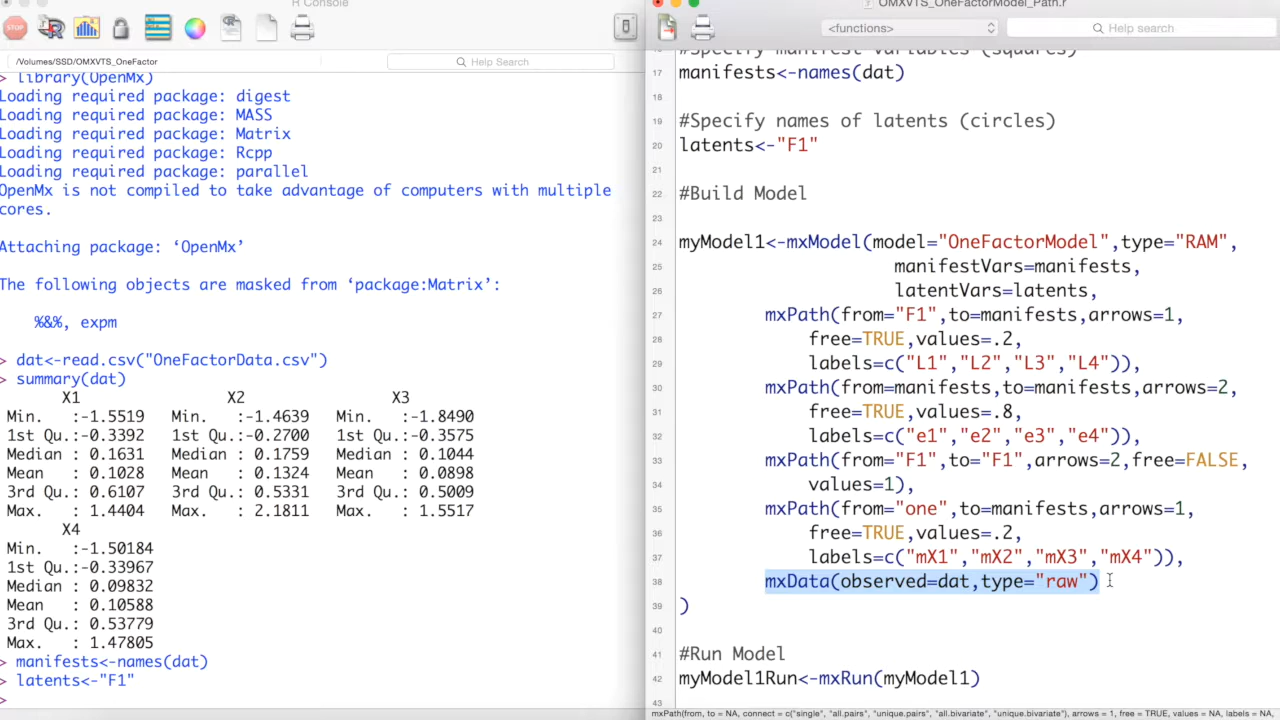 R Console
STOP
/Volumes/SSD/OMXVTS_OneFactor
Help Search
> library(OpenMx)
Loading required package: digest
Loading required package: MASS
Loading required package: Matrix
Loading required package: Rcpp
Loading required package: parallel
OpenMx is not compiled to take advantage of computers with multiple
cores.
Attaching package: ‘OpenMx’
The following objects are masked from ‘package:Matrix’:
%&%, expm
> dat<-read.csv("OneFactorData.csv")
> summary(dat)
X1 X2 X3
Min. :-1.5519 Min. :-1.4639 Min. :-1.8490
1st Qu.:-0.3392 1st Qu.:-0.2700 1st Qu.:-0.3575
Median : 0.1631 Median : 0.1759 Median : 0.1044
Mean : 0.1028 Mean : 0.1324 Mean : 0.0898
3rd Qu.: 0.6107 3rd Qu.: 0.5331 3rd Qu.: 0.5009
Max. : 1.4404 Max. : 2.1811 Max. : 1.5517
X4
Min. :-1.50184
1st Qu.:-0.33967
Median : 0.09832
Mean : 0.10588
3rd Qu.: 0.53779
Max. : 1.47805
> manifests<-names(dat)
> latents<-"F1"
>
OMXVTS_OneFactorModel_Path.r
<functions>
Help search
#Specify manifest variables (squares)
17 manifests<-names(dat)
18
19 #Specify names of latents (circles)
20 latents<-"F1"
21
22 #Build Model
23
24 myModel1<-mxModel(model="OneFactorModel",type="RAM",
25 manifestVars=manifests,
26 latentVars=latents,
27 mxPath(from="F1",to=manifests,arrows=1,
28 free=TRUE,values=.2,
29 labels=c("L1","L2","L3","L4")),
30 mxPath(from=manifests,to=manifests,arrows=2,
31 free=TRUE,values=.8,
32 labels=c("e1","e2","e3","e4")),
33 mxPath(from="F1",to="F1",arrows=2,free=FALSE,
34 values=1),
35 mxPath(from="one",to=manifests,arrows=1,
36 free=TRUE,values=.2,
37 labels=c("mX1","mX2","mX3","mX4")),
38 mxData(observed=dat,type="raw")
39 )
40
41 #Run Model
42 myModel1Run<-mxRun(myModel1)
43
mxPath(from, to = NA, connect = c("single", "all.pairs", "unique.pairs", "all.bivariate", "unique.bivariate"), arrows = 1, free = TRUE, values = NA, labels = NA,